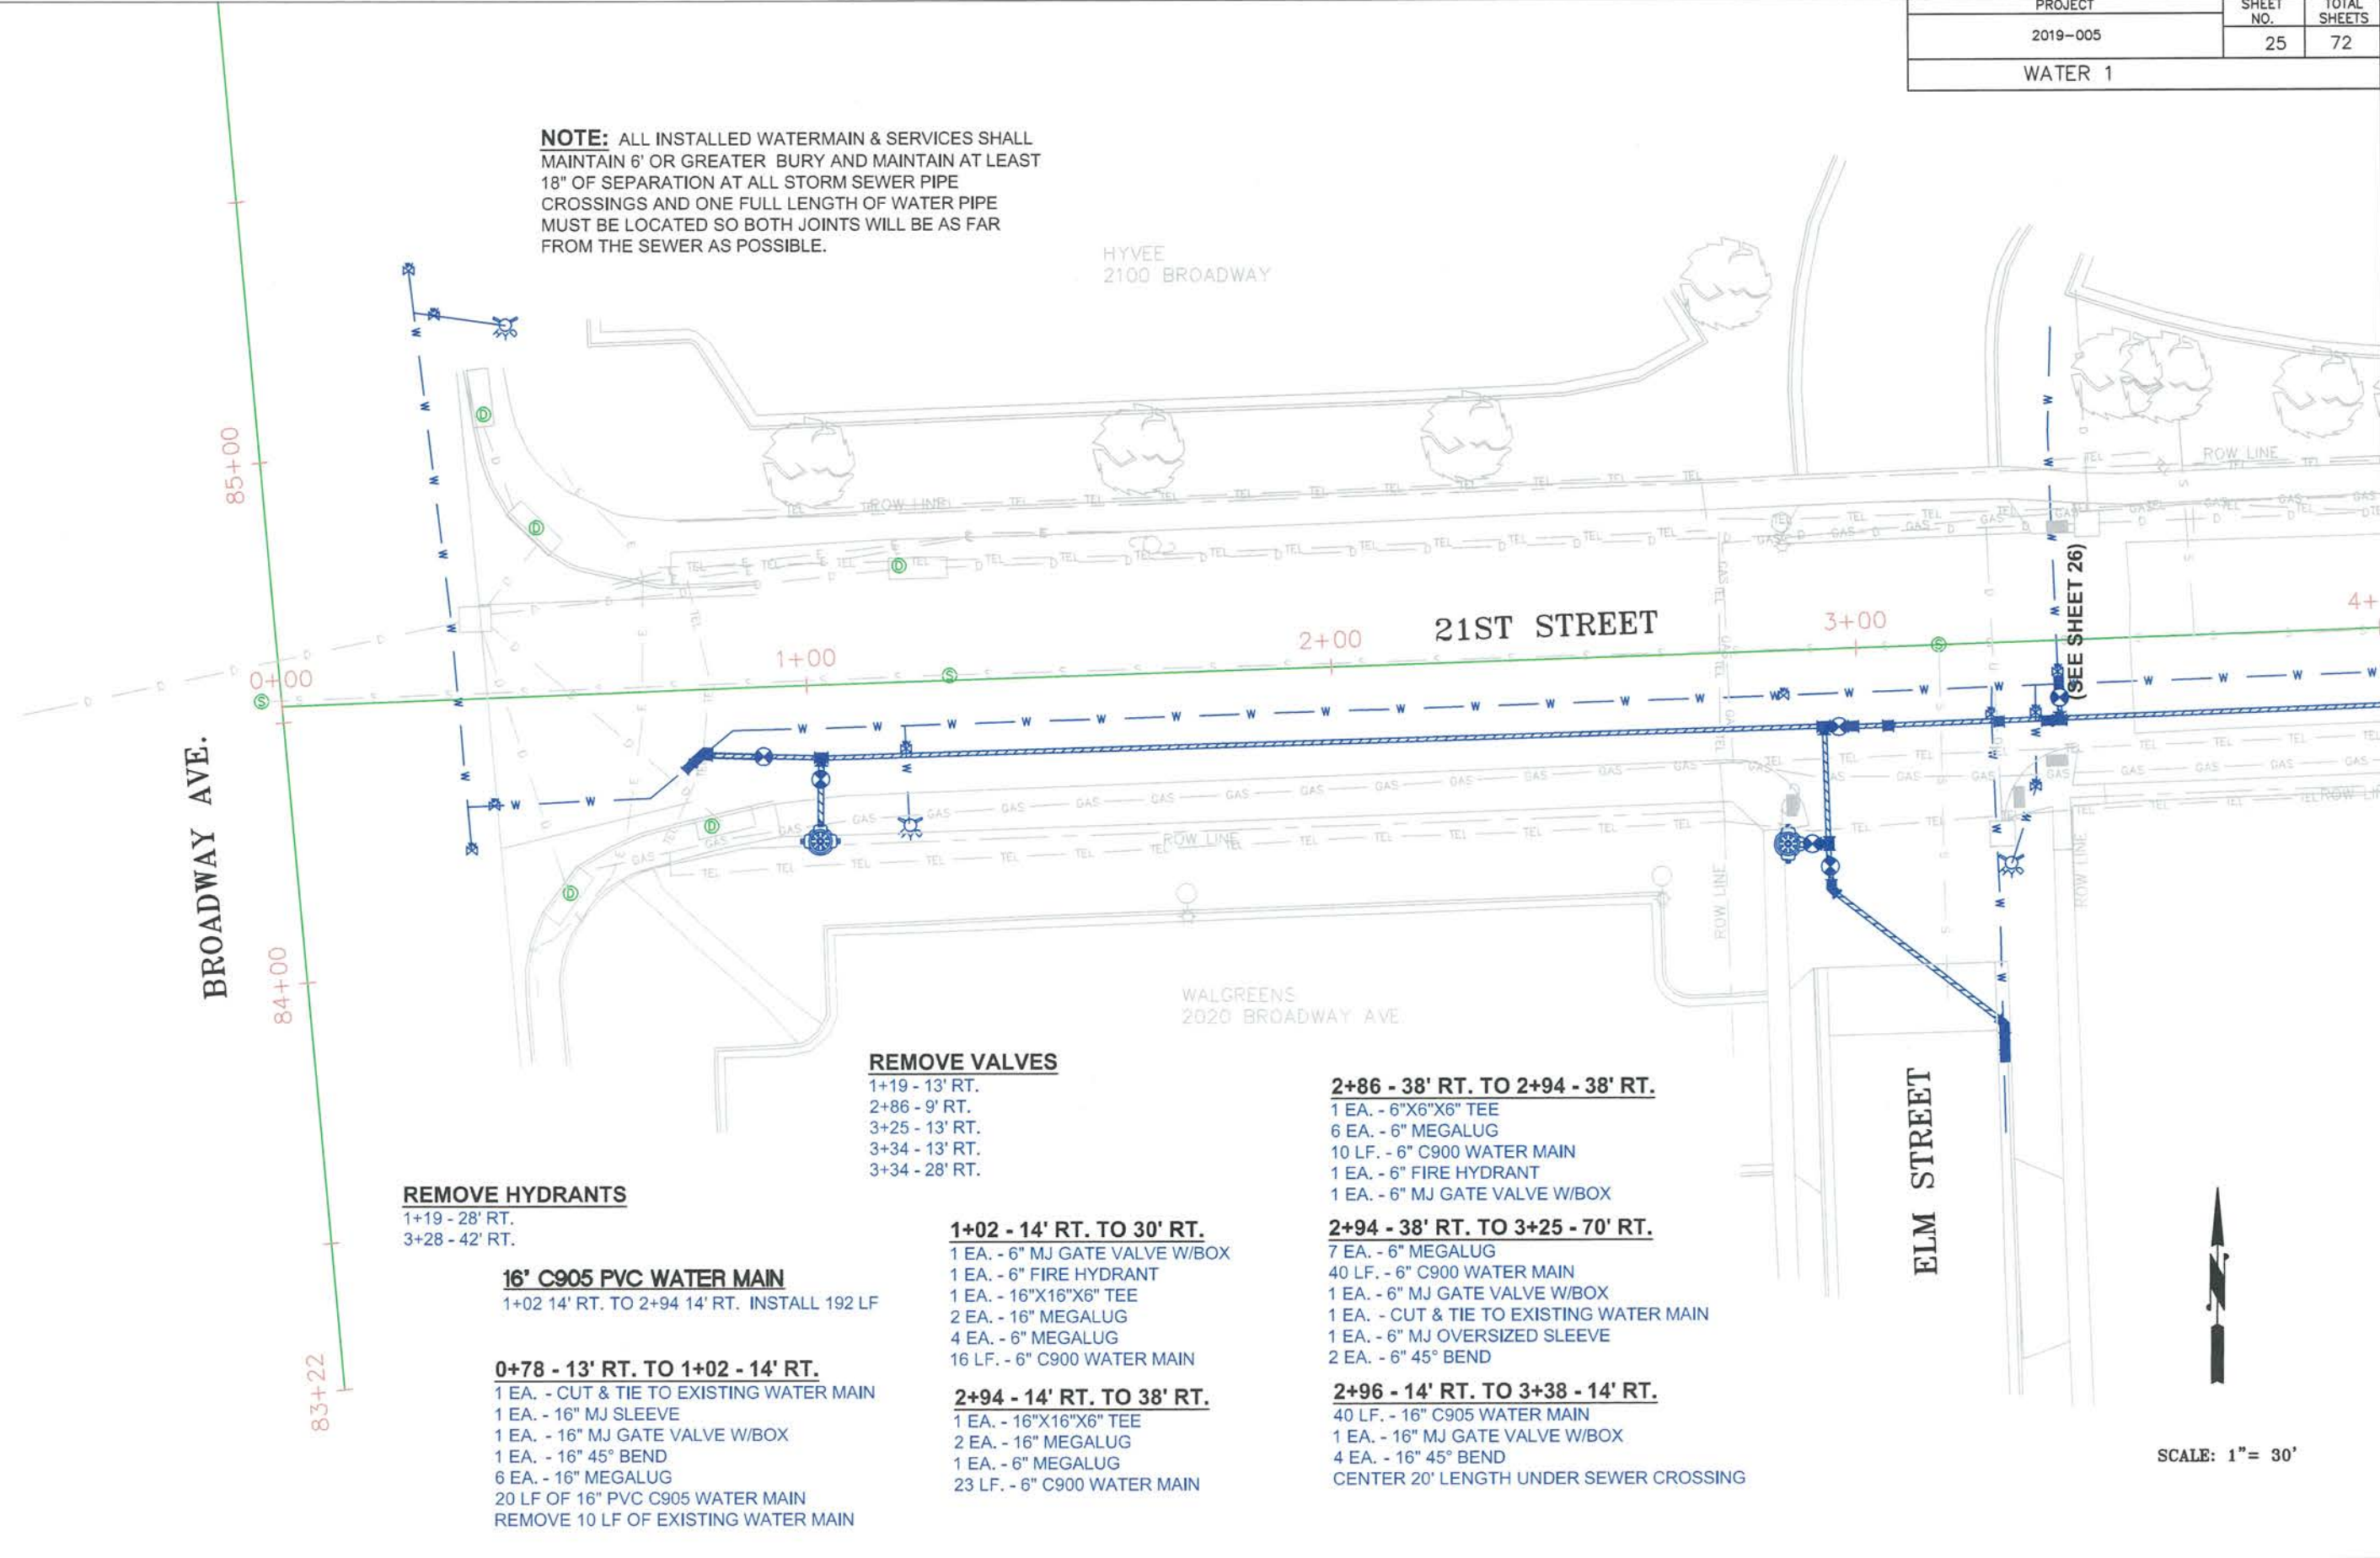 PROJECT
SHEET NO.
TOTAL SHEETS
2019-005
25
72
WATER 1
NOTE: ALL INSTALLED WATERMAIN & SERVICES SHALL
MAINTAIN 6' OR GREATER BURY AND MAINTAIN AT LEAST
18" OF SEPARATION AT ALL STORM SEWER PIPE
CROSSINGS AND ONE FULL LENGTH OF WATER PIPE
MUST BE LOCATED SO BOTH JOINTS WILL BE AS FAR
FROM THE SEWER AS POSSIBLE.
HYVEE
2100 BROADWAY
85+00
ROW LINE
ROW LINE
(SEE SHEET 26)
21ST STREET
0+00
1+00
2+00
3+00
4+
BROADWAY AVE.
84+00
83+22
ROW LINE
ROW LINE
ROW LINE
WALGREENS
2020 BROADWAY AVE
ELM STREET
REMOVE VALVES
1+19 - 13' RT.
2+86 - 9' RT.
3+25 - 13' RT.
3+34 - 13' RT.
3+34 - 28' RT.
REMOVE HYDRANTS
1+19 - 28' RT.
3+28 - 42' RT.
16' C905 PVC WATER MAIN
1+02 14' RT. TO 2+94 14' RT. INSTALL 192 LF
0+78 - 13' RT. TO 1+02 - 14' RT.
1 EA. - CUT & TIE TO EXISTING WATER MAIN
1 EA. - 16" MJ SLEEVE
1 EA. - 16" MJ GATE VALVE W/BOX
1 EA. - 16" 45° BEND
6 EA. - 16" MEGALUG
20 LF OF 16" PVC C905 WATER MAIN
REMOVE 10 LF OF EXISTING WATER MAIN
1+02 - 14' RT. TO 30' RT.
1 EA. - 6" MJ GATE VALVE W/BOX
1 EA. - 6" FIRE HYDRANT
1 EA. - 16"X16"X6" TEE
2 EA. - 16" MEGALUG
4 EA. - 6" MEGALUG
16 LF. - 6" C900 WATER MAIN
2+94 - 14' RT. TO 38' RT.
1 EA. - 16"X16"X6" TEE
2 EA. - 16" MEGALUG
1 EA. - 6" MEGALUG
23 LF. - 6" C900 WATER MAIN
2+86 - 38' RT. TO 2+94 - 38' RT.
1 EA. - 6"X6"X6" TEE
6 EA. - 6" MEGALUG
10 LF. - 6" C900 WATER MAIN
1 EA. - 6" FIRE HYDRANT
1 EA. - 6" MJ GATE VALVE W/BOX
2+94 - 38' RT. TO 3+25 - 70' RT.
7 EA. - 6" MEGALUG
40 LF. - 6" C900 WATER MAIN
1 EA. - 6" MJ GATE VALVE W/BOX
1 EA. - CUT & TIE TO EXISTING WATER MAIN
1 EA. - 6" MJ OVERSIZED SLEEVE
2 EA. - 6" 45° BEND
2+96 - 14' RT. TO 3+38 - 14' RT.
40 LF. - 16" C905 WATER MAIN
1 EA. - 16" MJ GATE VALVE W/BOX
4 EA. - 16" 45° BEND
CENTER 20' LENGTH UNDER SEWER CROSSING
N
SCALE: 1"= 30'